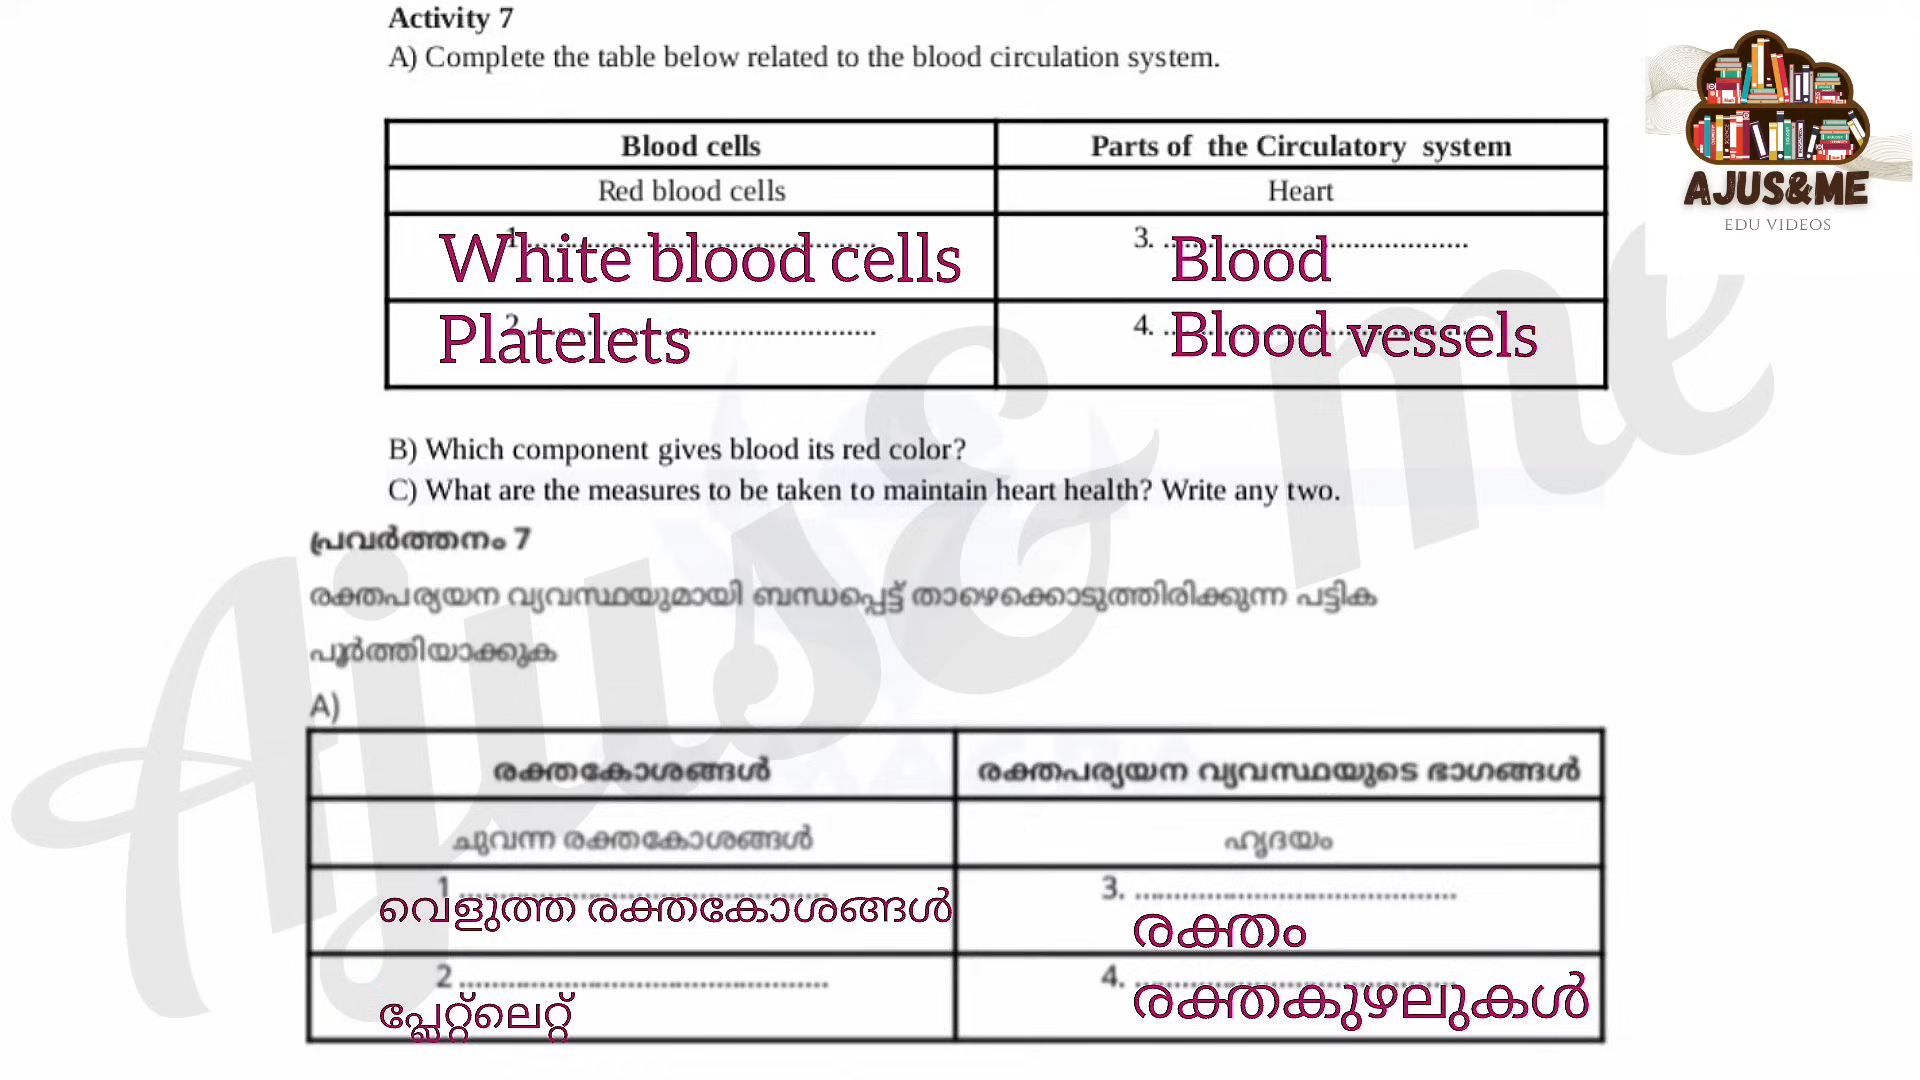 Activity 7
A) Complete the table below related to the blood circulation system.
AJUS&ME
EDU VIDEOS
Blood cells Parts of the Circulatory system
Red blood cells Heart
1 ............................................... 3. .........................................
White blood cells Blood
2 ............................................... 4. .........................................
Platelets Blood vessels
B) Which component gives blood its red color?
C) What are the measures to be taken to maintain heart health? Write any two.
പ്രവർത്തനം 7
രക്തപര്യയന വ്യവസ്ഥയുമായി ബന്ധപ്പെട്ട് താഴെക്കൊടുത്തിരിക്കുന്ന പട്ടിക
പൂർത്തിയാക്കുക
A)
രക്തകോശങ്ങൾ രക്തപര്യയന വ്യവസ്ഥയുടെ ഭാഗങ്ങൾ
ചുവന്ന രക്തകോശങ്ങൾ ഹൃദയം
1 ............................................... 3. .........................................
വെളുത്ത രക്തകോശങ്ങൾ രക്തം
2 ............................................... 4. .........................................
പ്ലേറ്റ്ലെറ്റ് രക്തകുഴലുകൾ
Ajus& me